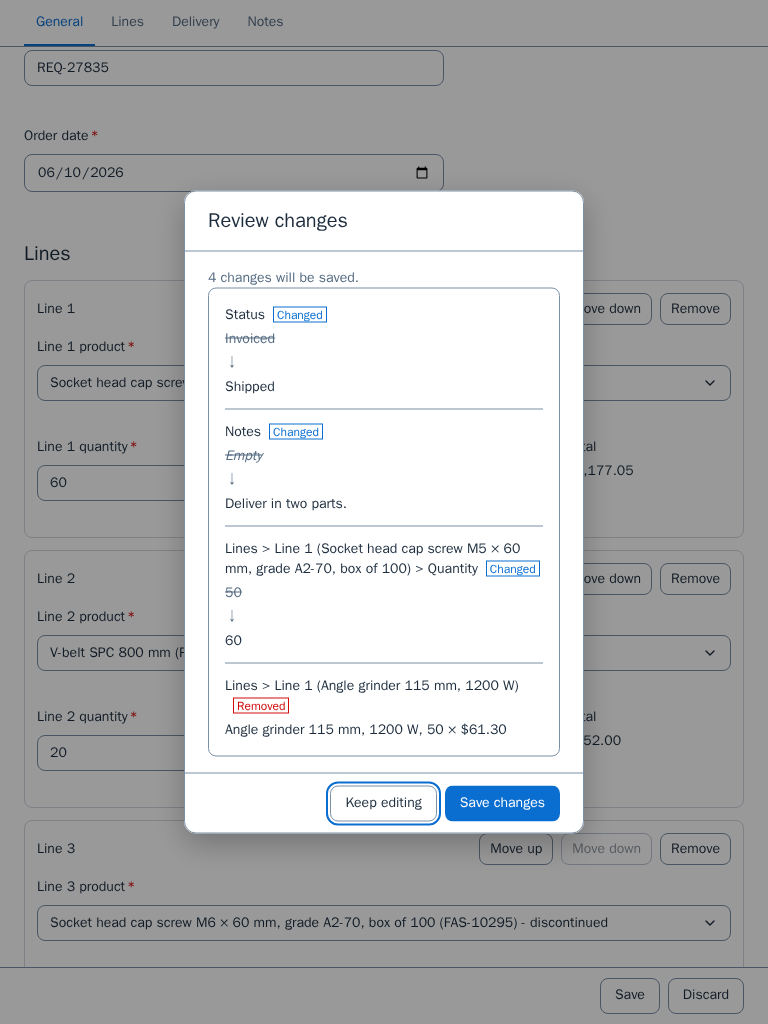 General Lines Delivery Notes
REQ-27835
Order date *
06/10/2026
Lines
Review changes
4 changes will be saved.
Status Changed
Invoiced
↓
Shipped
Notes Changed
Empty
↓
Deliver in two parts.
Lines > Line 1 (Socket head cap screw M5 × 60
mm, grade A2-70, box of 100) > Quantity Changed
50
↓
60
Lines > Line 1 (Angle grinder 115 mm, 1200 W)
Removed
Angle grinder 115 mm, 1200 W, 50 × $61.30
Keep editing Save changes
Line 1 down Remove
Line 1 product *
Socket head cap
Line 1 quantity *
60 ,177.05
Line 2 down Remove
Line 2 product *
V-belt SPC 800 mm
Line 2 quantity *
20 52.00
Line 3 Move up Move down Remove
Line 3 product *
Socket head cap screw M6 × 60 mm, grade A2-70, box of 100 (FAS-10295) - discontinued
Save Discard